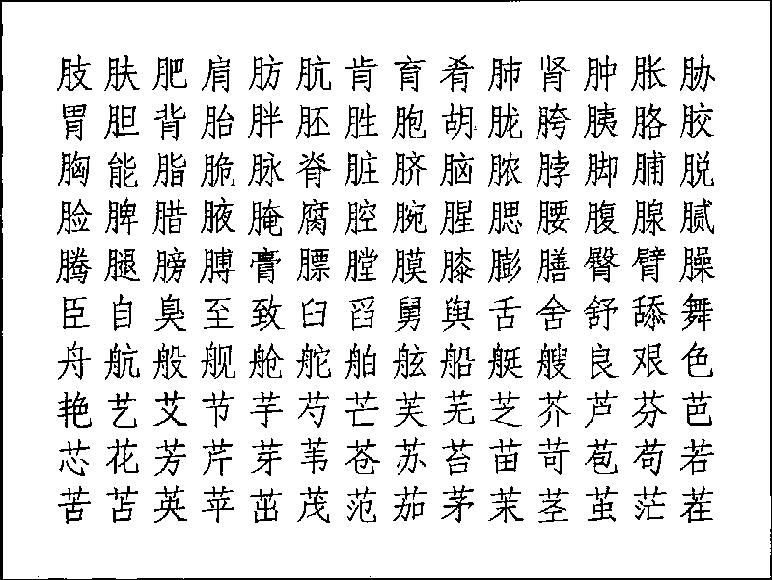 肢 肤 肥 肩 肪 肮 肯 育 肴 肺 肾 肿 胀 胁
胃 胆 背 胎 胖 胚 胜 胞 胡 胧 胯 胰 胳 胶
胸 能 脂 脆 脉 脊 脏 脐 脑 脓 脖 脚 脯 脱
脸 脾 腊 腋 腌 腐 腔 腕 腥 腮 腰 腹 腺 腻
腾 腿 膀 膊 膏 膘 膛 膜 膝 膨 膳 臀 臂 臊
臣 自 臭 至 致 臼 舀 舅 舆 舌 舍 舒 舔 舞
舟 航 般 舰 舱 舵 舶 舷 船 艇 艘 良 艰 色
艳 艺 艾 节 芋 芍 芒 芙 芜 芝 芥 芦 芬 芭
芯 花 芳 芹 芽 苇 苍 苏 苔 苗 苛 苞 苟 若
苦 苫 英 苹 茁 茂 范 茄 茅 茉 茎 茧 茫 茬